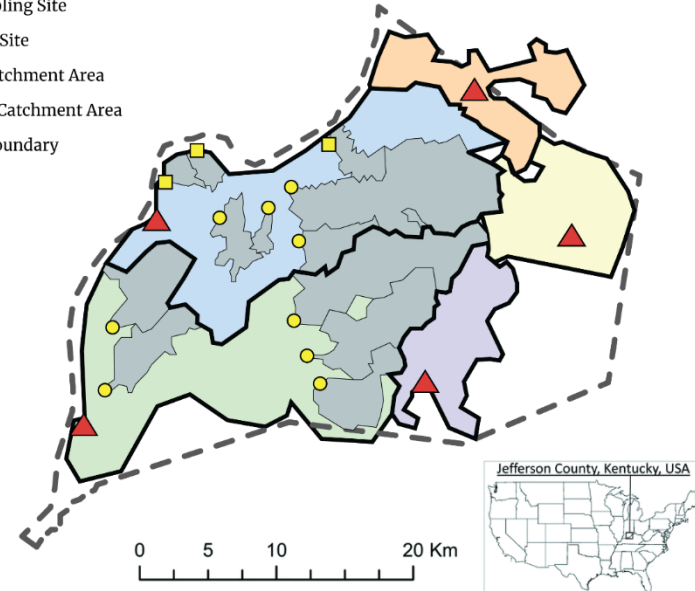 pling Site
Site
tchment Area
Catchment Area
oundary
Jefferson County, Kentucky, USA
0 5 10 20 Km